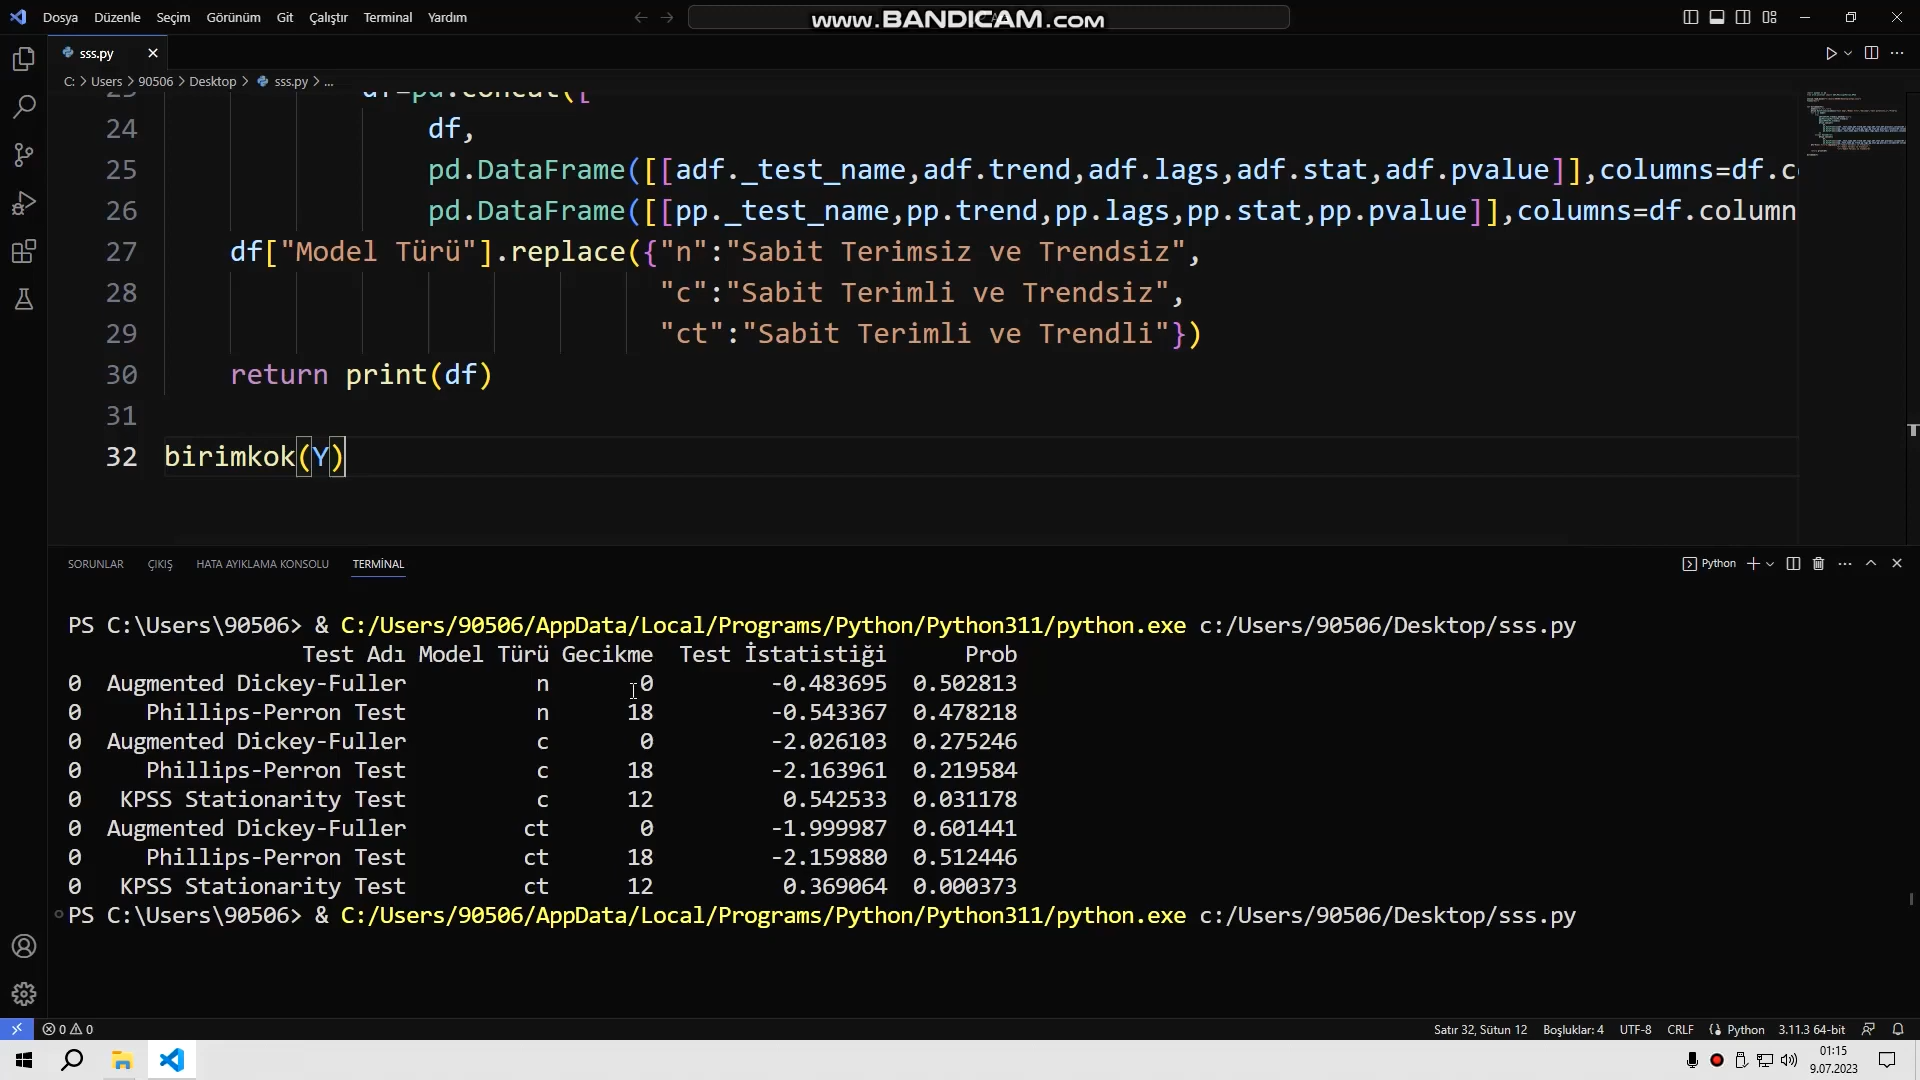 Dosya Düzenle Seçim Görünüm Git Çalıştır Terminal Yardım
www.BANDICAM.com
sss.py
C: > Users > 90506 > Desktop > sss.py > ...
23 df=pd.concat([
24 df,
25 pd.DataFrame([[adf._test_name,adf.trend,adf.lags,adf.stat,adf.pvalue]],columns=df.c
26 pd.DataFrame([[pp._test_name,pp.trend,pp.lags,pp.stat,pp.pvalue]],columns=df.column
27 df["Model Türü"].replace({"n":"Sabit Terimsiz ve Trendsiz",
28 "c":"Sabit Terimli ve Trendsiz",
29 "ct":"Sabit Terimli ve Trendli"})
30 return print(df)
31
32 birimkok(Y)
SORUNLAR ÇIKIŞ HATA AYIKLAMA KONSOLU TERMİNAL
Python
PS C:\Users\90506> & C:/Users/90506/AppData/Local/Programs/Python/Python311/python.exe c:/Users/90506/Desktop/sss.py
Test Adı Model Türü Gecikme Test İstatistiği Prob
0 Augmented Dickey-Fuller n 0 -0.483695 0.502813
0 Phillips-Perron Test n 18 -0.543367 0.478218
0 Augmented Dickey-Fuller c 0 -2.026103 0.275246
0 Phillips-Perron Test c 18 -2.163961 0.219584
0 KPSS Stationarity Test c 12 0.542533 0.031178
0 Augmented Dickey-Fuller ct 0 -1.999987 0.601441
0 Phillips-Perron Test ct 18 -2.159880 0.512446
0 KPSS Stationarity Test ct 12 0.369064 0.000373
PS C:\Users\90506> & C:/Users/90506/AppData/Local/Programs/Python/Python311/python.exe c:/Users/90506/Desktop/sss.py
0 0
Satır 32, Sütun 12 Boşluklar: 4 UTF-8 CRLF Python 3.11.3 64-bit
01:15
9.07.2023